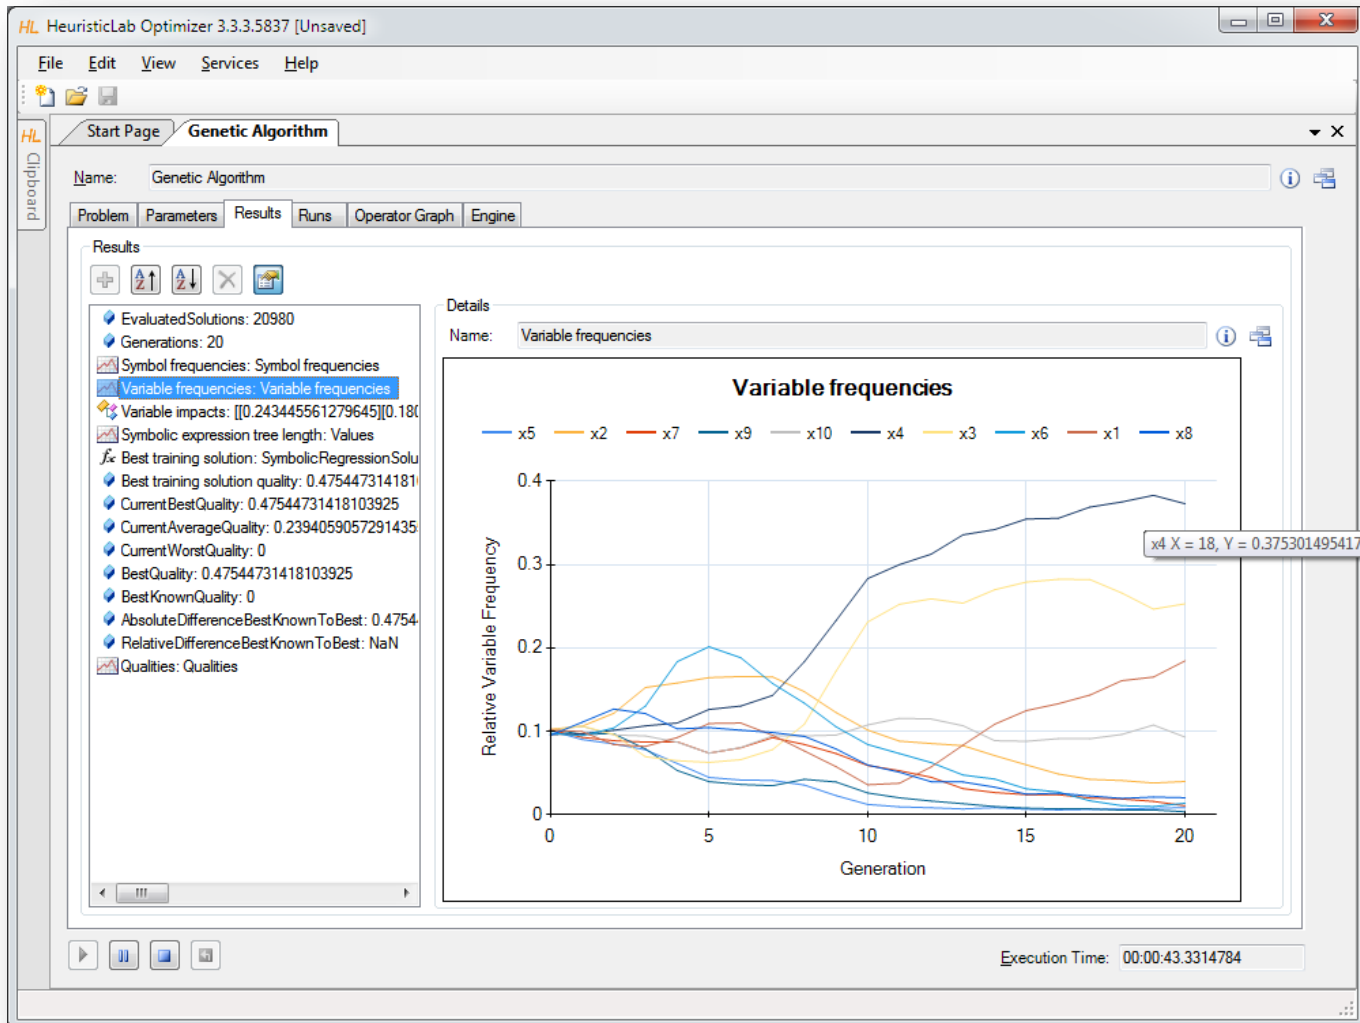 HL HeuristicLab Optimizer 3.3.3.5837 [Unsaved]
File Edit View Services Help
HL Clipboard
Start Page Genetic Algorithm
Name: Genetic Algorithm
Problem Parameters Results Runs Operator Graph Engine
Results
EvaluatedSolutions: 20980
Generations: 20
Symbol frequencies: Symbol frequencies
Variable frequencies: Variable frequencies
Variable impacts: [[0.243445561279645][0.180
Symbolic expression tree length: Values
Best training solution: SymbolicRegressionSolu
Best training solution quality: 0.475447314181
CurrentBestQuality: 0.47544731418103925
CurrentAverageQuality: 0.2394059057291435
CurrentWorstQuality: 0
BestQuality: 0.47544731418103925
BestKnownQuality: 0
AbsoluteDifferenceBestKnownToBest: 0.4754
RelativeDifferenceBestKnownToBest: NaN
Qualities: Qualities
Details
Name: Variable frequencies
Variable frequencies
x5 x2 x7 x9 x10 x4 x3 x6 x1 x8
Relative Variable Frequency
0.4
0.3
0.2
0.1
0
x4 X = 18, Y = 0.375301495417
0 5 10 15 20
Generation
Execution Time: 00:00:43.3314784